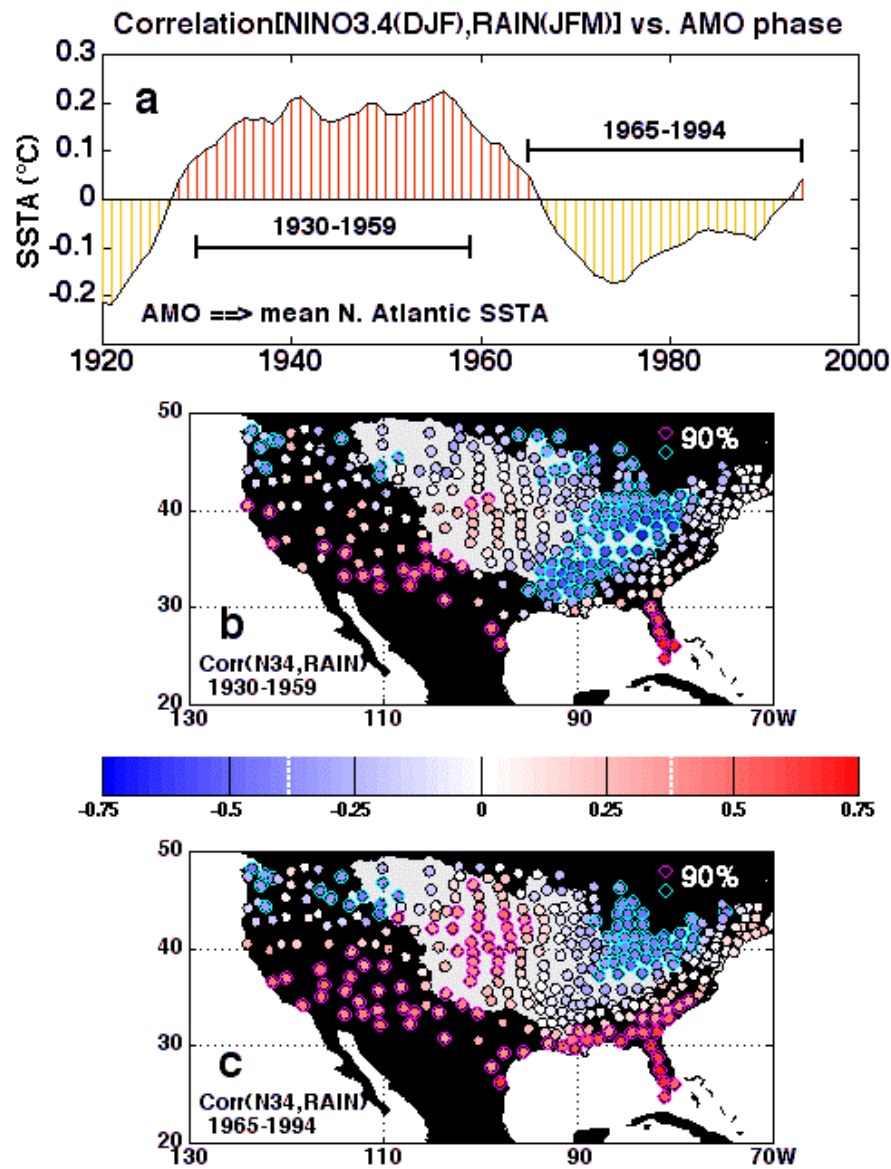 Correlation[NINO3.4(DJF),RAIN(JFM)] vs. AMO phase
a
SSTA (°C)
0.3
0.2
0.1
0
-0.1
-0.2
1965-1994
1930-1959
AMO ==> mean N. Atlantic SSTA
1920 1940 1960 1980 2000
50
40
30
20
90%
b
Corr(N34,RAIN)
1930-1959
130 110 90 70W
-0.75 -0.5 -0.25 0 0.25 0.5 0.75
50
40
30
20
90%
c
Corr(N34,RAIN)
1965-1994
130 110 90 70W